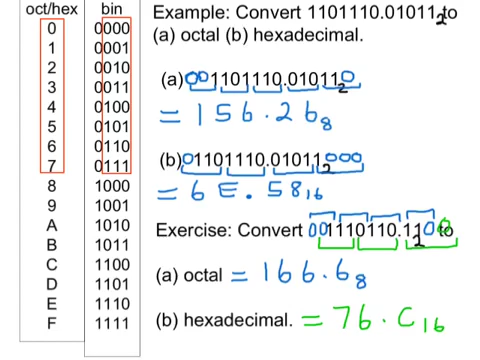 oct/hex bin
0 0000
1 0001
2 0010
3 0011
4 0100
5 0101
6 0110
7 0111
8 1000
9 1001
A 1010
B 1011
C 1100
D 1101
E 1110
F 1111
Example: Convert 1101110.01011₂ to
(a) octal (b) hexadecimal.
(a) 001101110.010110₂
= 156.26₈
(b) 01101110.01011000₂
= 6E.58₁₆
Exercise: Convert 001110110.1100₂ to
(a) octal = 166.6₈
(b) hexadecimal. = 76.C₁₆